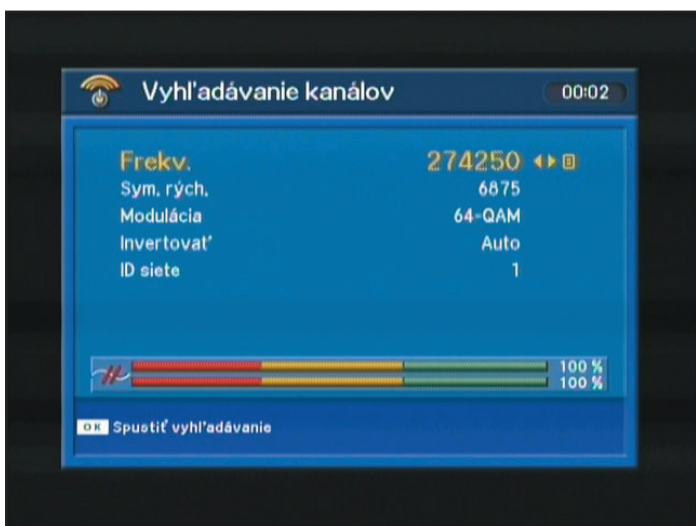 Vyhľadávanie kanálov 00:02
Frekv. 274250
Sym. rých. 6875
Modulácia 64-QAM
Invertovať Auto
ID siete 1
100 %
100 %
OK Spustiť vyhľadávanie